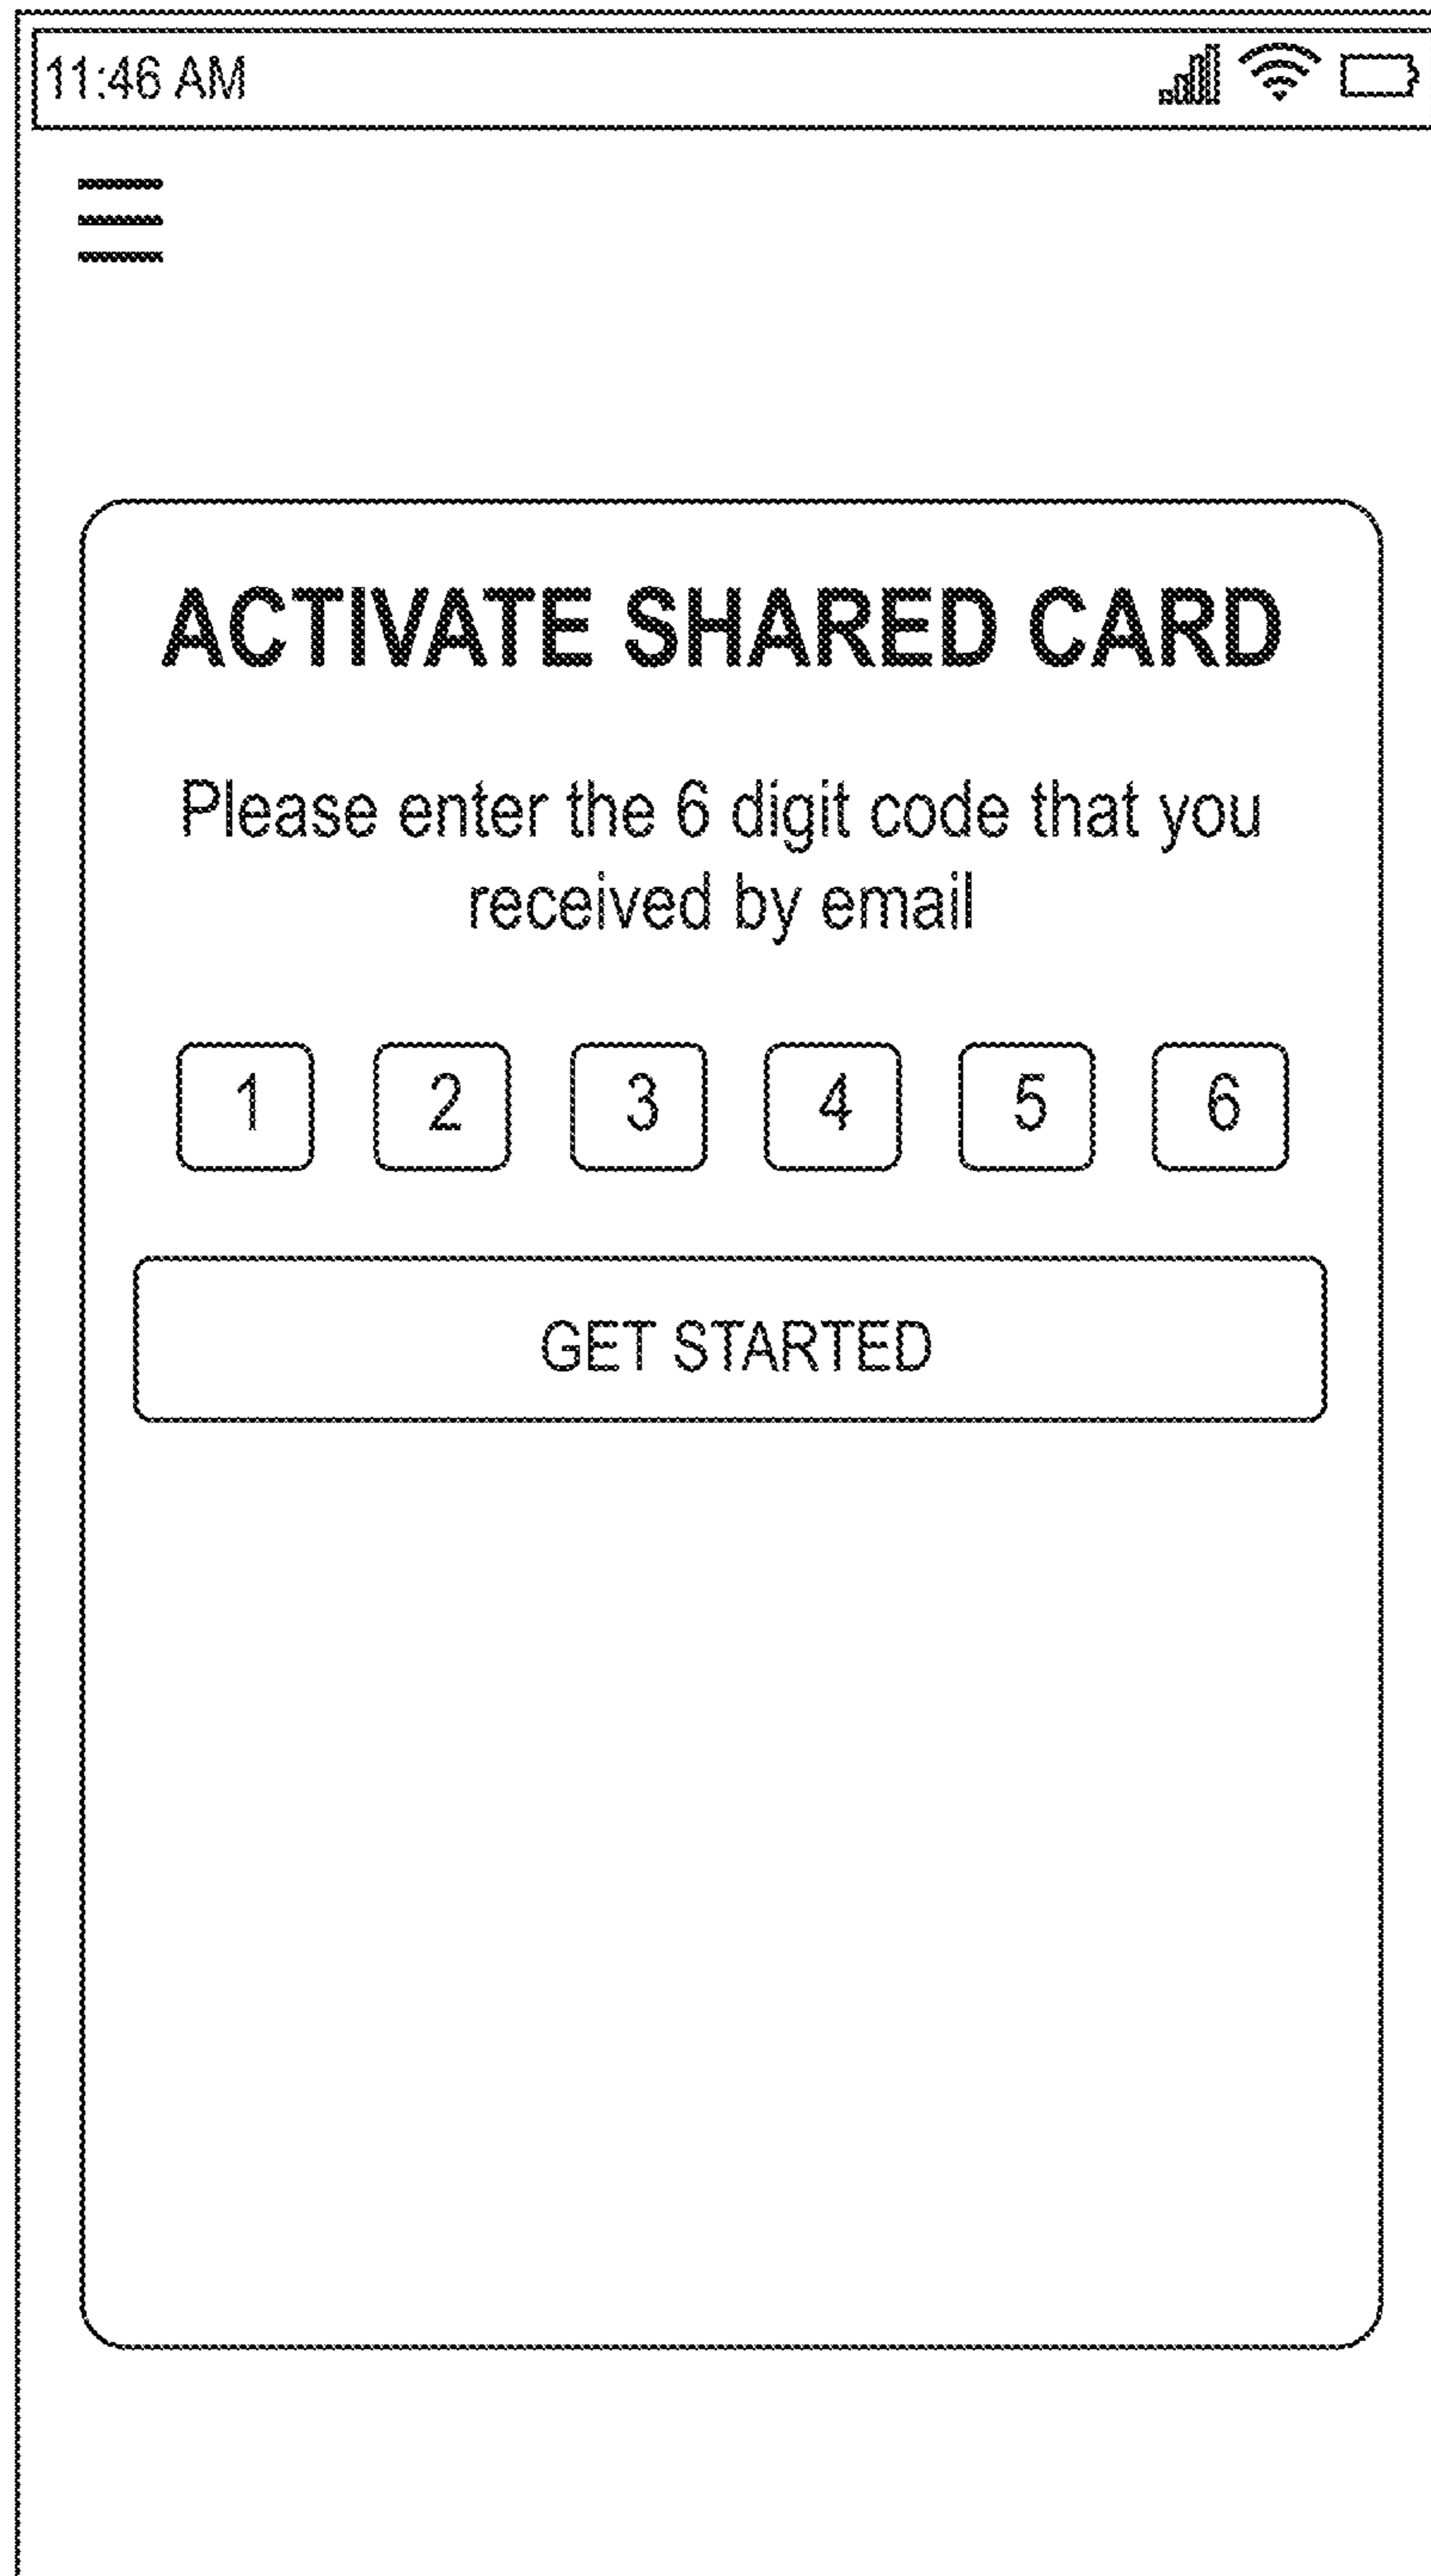 11:46 AM
ACTIVATE SHARED CARD
Please enter the 6 digit code that you
received by email
1 2 3 4 5 6
GET STARTED